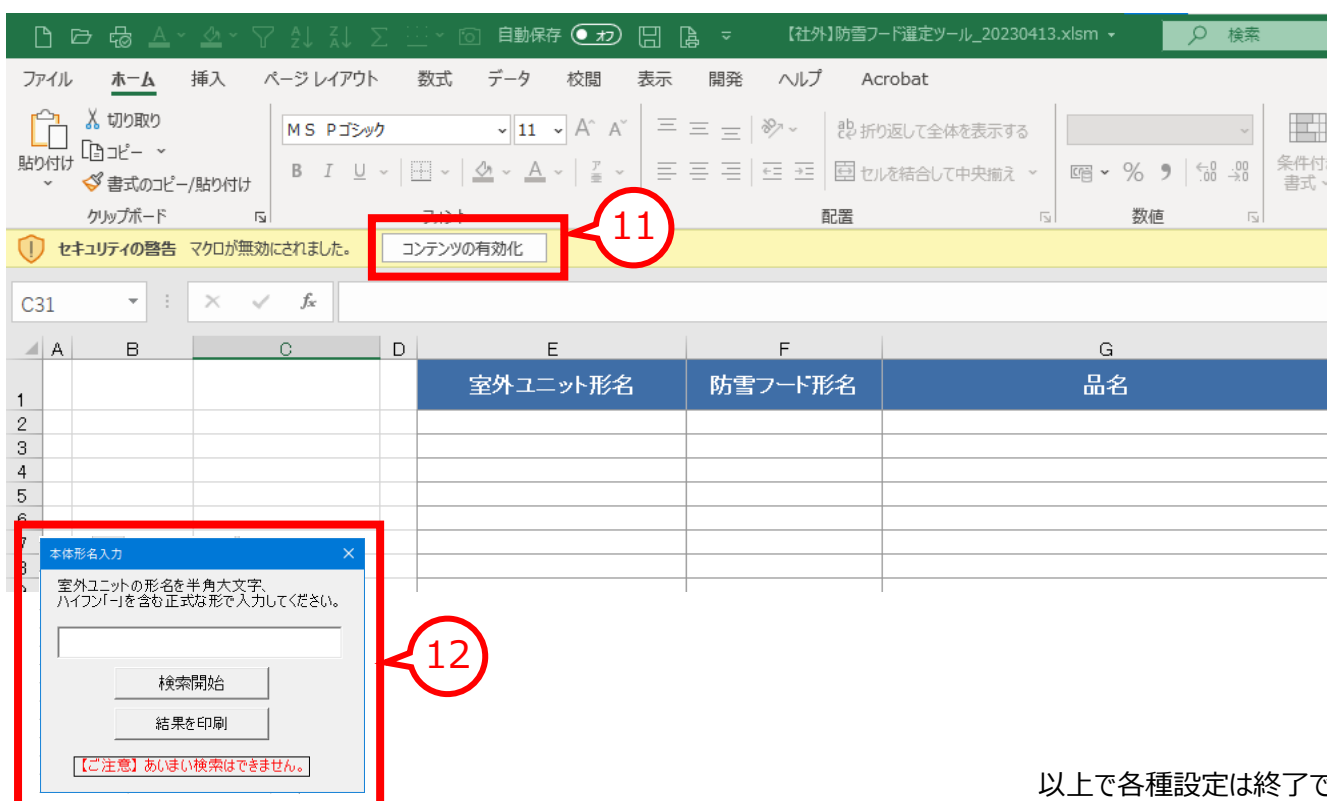 自動保存 オフ 【社外】防雪フード選定ツール_20230413.xlsm 検索
ファイル ホーム 挿入 ページ レイアウト 数式 データ 校閲 表示 開発 ヘルプ Acrobat
貼り付け
切り取り
コピー
書式のコピー/貼り付け
クリップボード
ＭＳ Ｐゴシック 11
B I U
配置
折り返して全体を表示する
セルを結合して中央揃え
数値
条件付
書式
セキュリティの警告 マクロが無効にされました。 コンテンツの有効化
11
C31
fx
A B C D E F G
1 室外ユニット形名 防雪フード形名 品名
2
3
4
5
6
7
8
本体形名入力
室外ユニットの形名を半角大文字、
ハイフン「-」を含む正式な形で入力してください。
検索開始
結果を印刷
【ご注意】あいまい検索はできません。
12
以上で各種設定は終了で